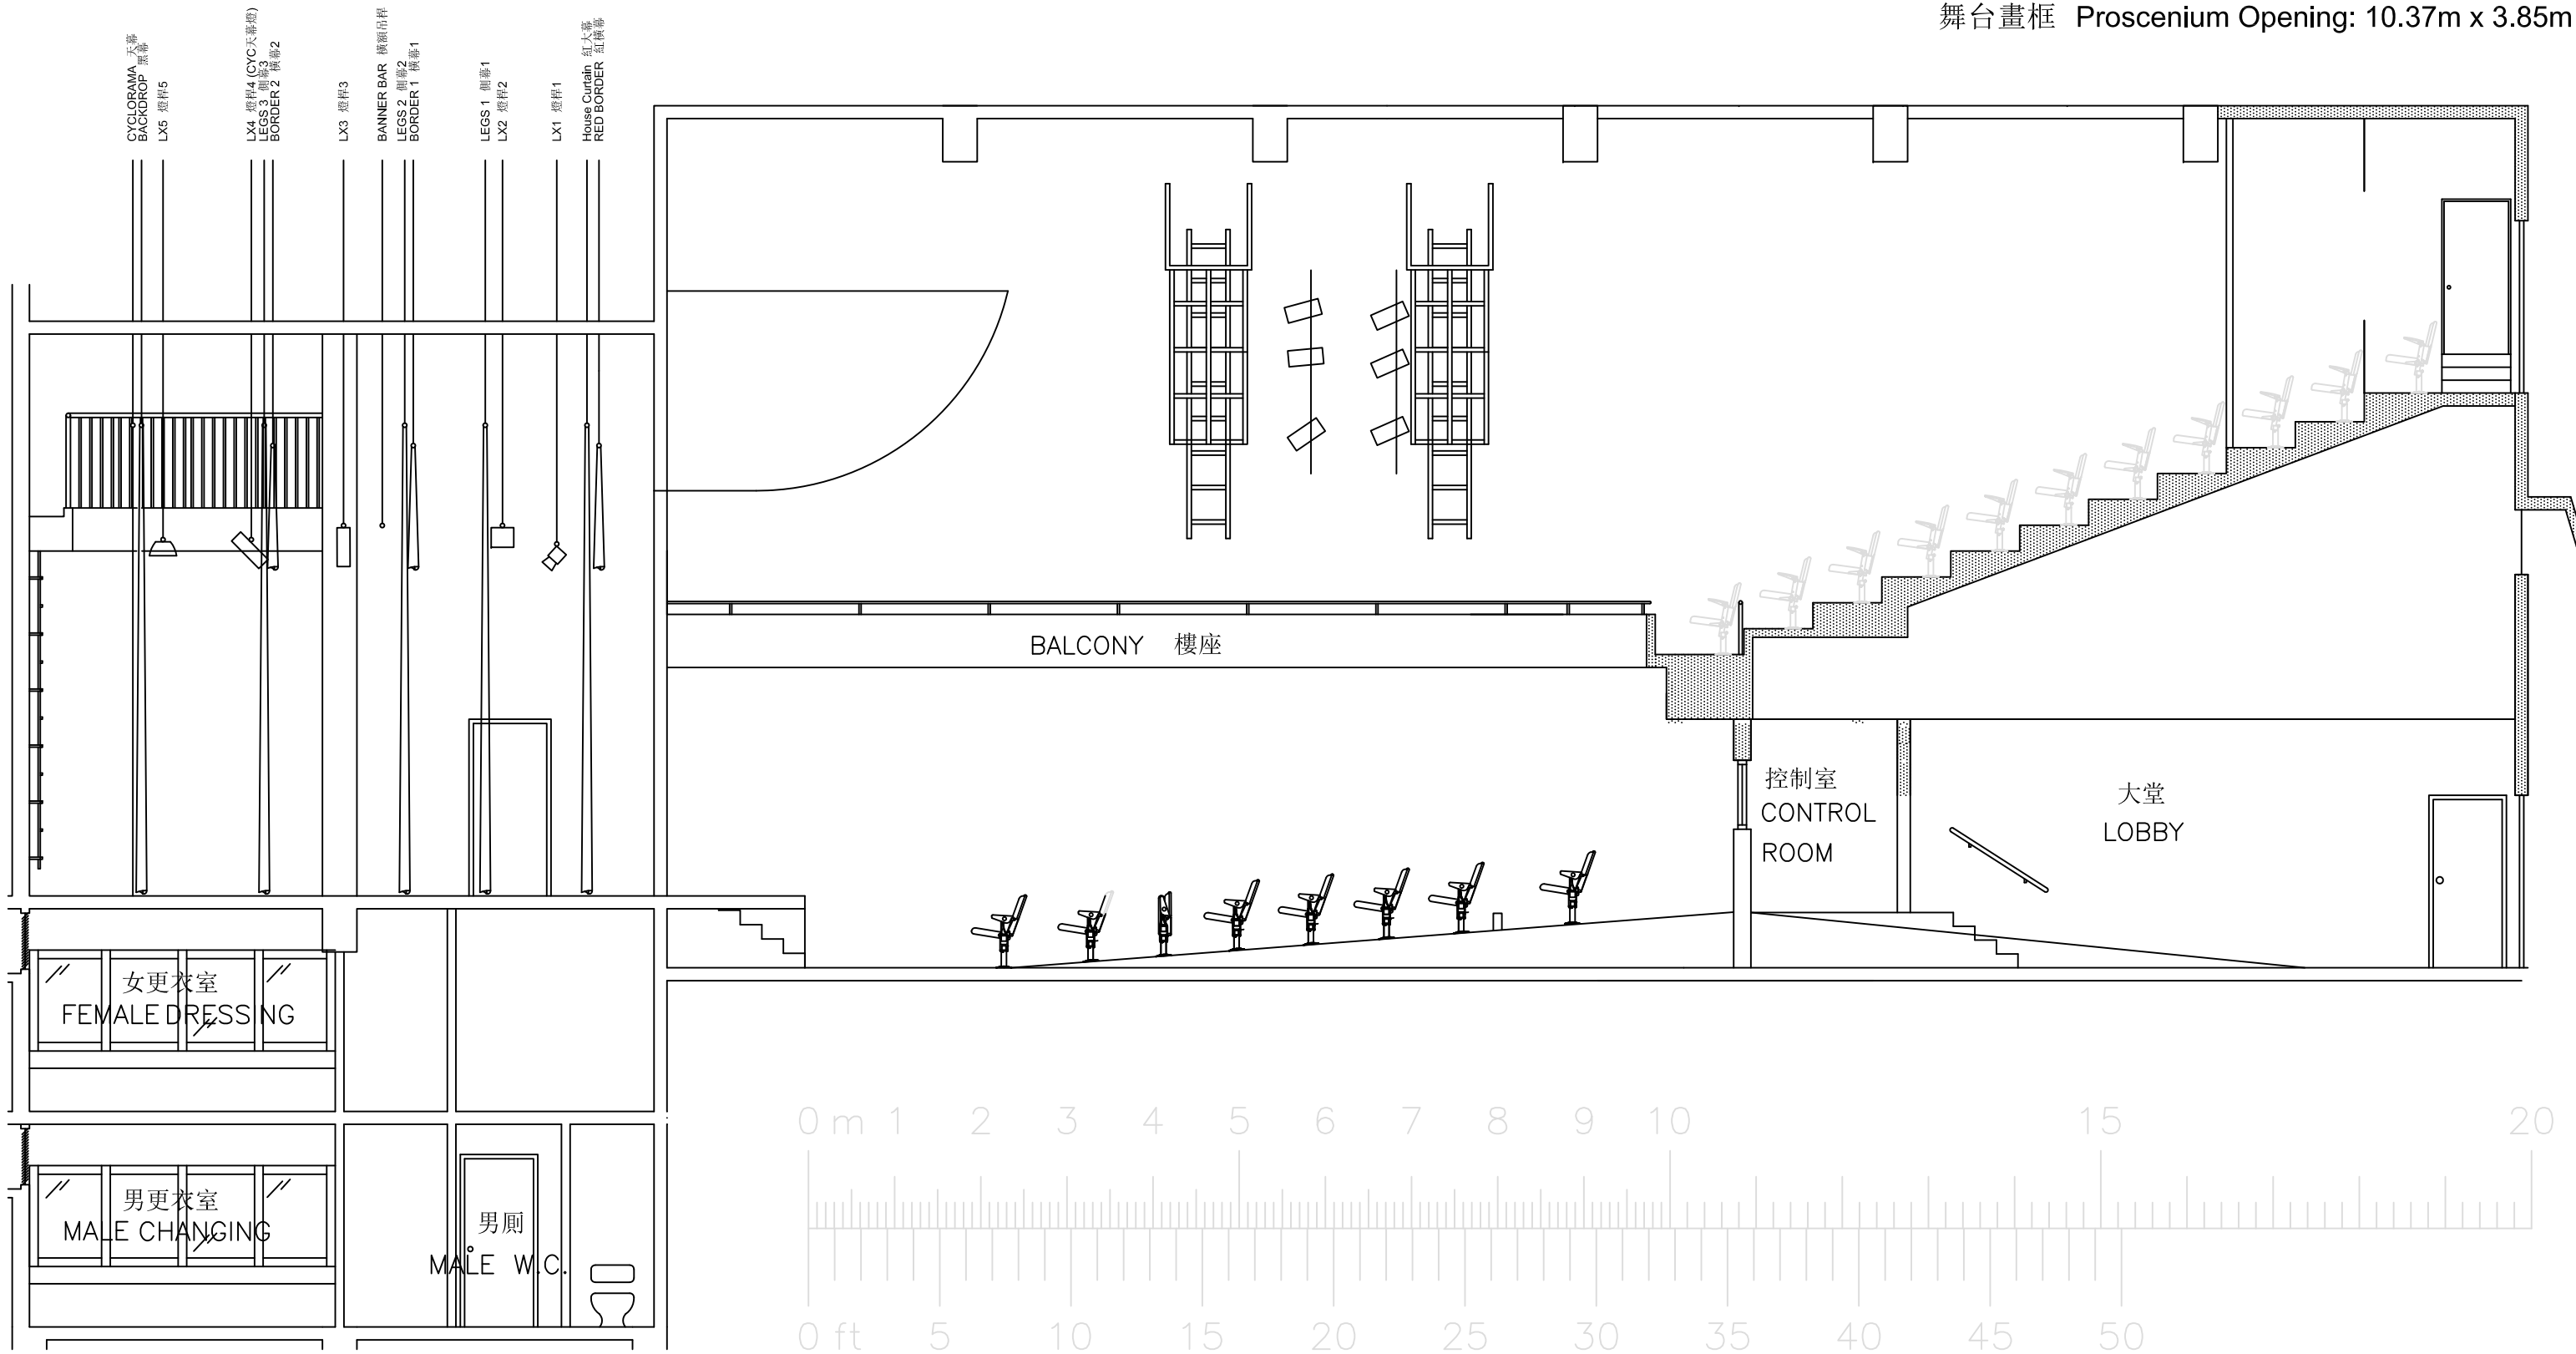 舞台畫框 Proscenium Opening: 10.37m x 3.85m
CYCLORAMA 天幕
BACKDROP 黑幕
LX5 燈桿5
LX4 燈桿4 (CYC天幕燈)
LEGS 3 側幕3
BORDER 2 橫幕2
LX3 燈桿3
BANNER BAR 橫額吊桿
LEGS 2 側幕2
BORDER 1 橫幕1
LEGS 1 側幕1
LX2 燈桿2
LX1 燈桿1
House Curtain 紅大幕
RED BORDER 紅橫幕
BALCONY 樓座
控制室
CONTROL
ROOM
大堂
LOBBY
女更衣室
FEMALE DRESSING
男更衣室
MALE CHANGING
男厠
MALE W.C.
0 m 1 2 3 4 5 6 7 8 9 10 15 20
0 ft 5 10 15 20 25 30 35 40 45 50